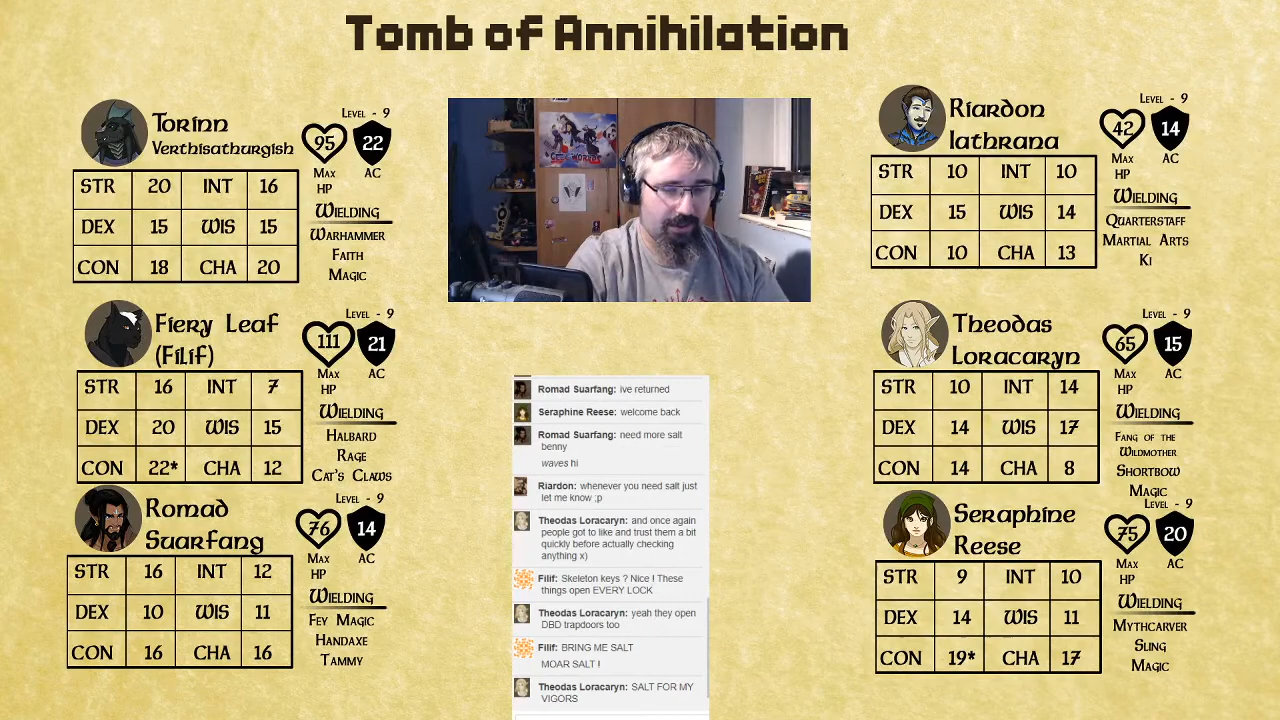 Tomb of Annihilation
Torinn
Verthisathurgish
Level - 9
95
22
Max
HP
AC
STR 20 INT 16
DEX 15 WIS 15
CON 18 CHA 20
Wielding
Warhammer
Faith
Magic
Riardon
Iathrana
Level - 9
42
14
Max
HP
AC
STR 10 INT 10
DEX 15 WIS 14
CON 10 CHA 13
Wielding
Quarterstaff
Martial Arts
Ki
Fiery Leaf
(Filif)
Level - 9
111
21
Max
HP
AC
STR 16 INT 7
DEX 20 WIS 15
CON 22* CHA 12
Wielding
Halbard
Rage
Cat's Claws
Theodas
Loracaryn
Level - 9
65
15
Max
HP
AC
STR 10 INT 14
DEX 14 WIS 17
CON 14 CHA 8
Wielding
Fang of the
Wildmother
Shortbow
Magic
Romad
Suarfang
Level - 9
76
14
Max
HP
AC
STR 16 INT 12
DEX 10 WIS 11
CON 16 CHA 16
Wielding
Fey Magic
Handaxe
Tammy
Seraphine
Reese
Level - 9
75
20
Max
HP
AC
STR 9 INT 10
DEX 14 WIS 11
CON 19* CHA 17
Wielding
Mythcarver
Sling
Magic
Romad Suarfang: ive returned
Seraphine Reese: welcome back
Romad Suarfang: need more salt
benny
waves hi
Riardon: whenever you need salt just
let me know ;p
Theodas Loracaryn: and once again
people got to like and trust them a bit
quickly before actually checking
anything x)
Filif: Skeleton keys ? Nice ! These
things open EVERY LOCK
Theodas Loracaryn: yeah they open
DBD trapdoors too
Filif: BRING ME SALT
MOAR SALT !
Theodas Loracaryn: SALT FOR MY
VIGORS